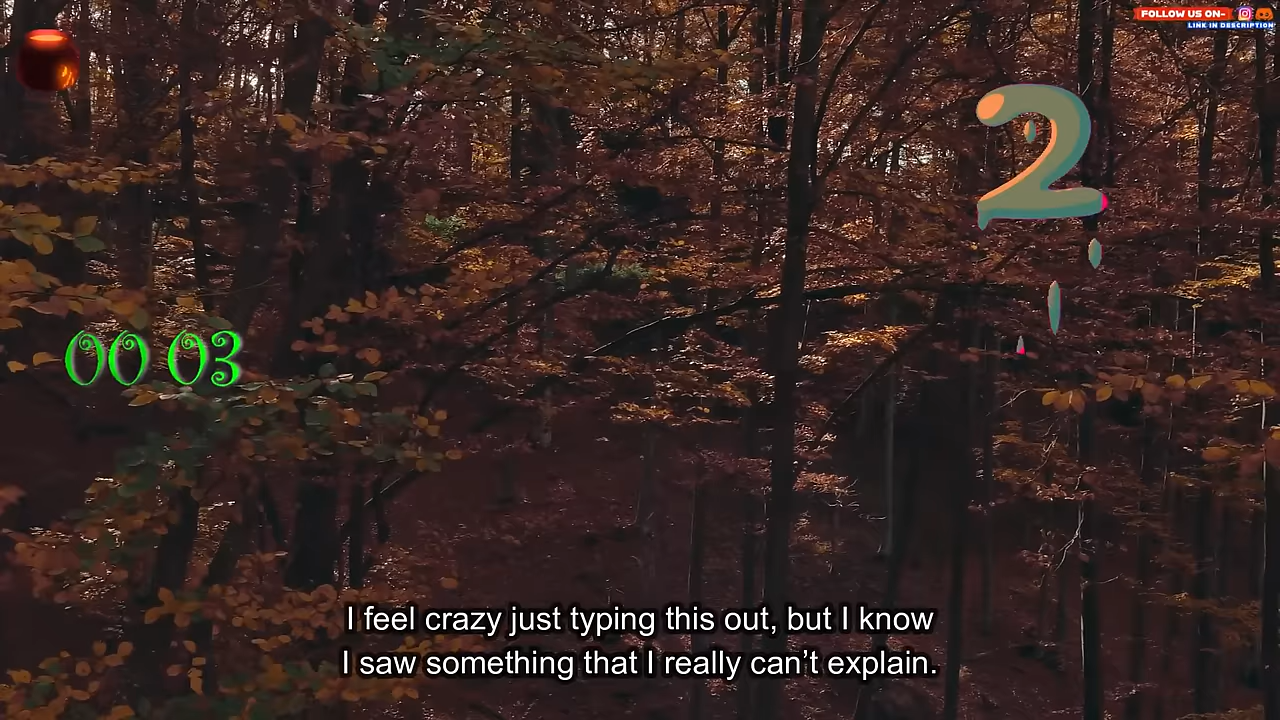 FOLLOW US ON-
LINK IN DESCRIPTION
2
00 03
I feel crazy just typing this out, but I know
I saw something that I really can’t explain.